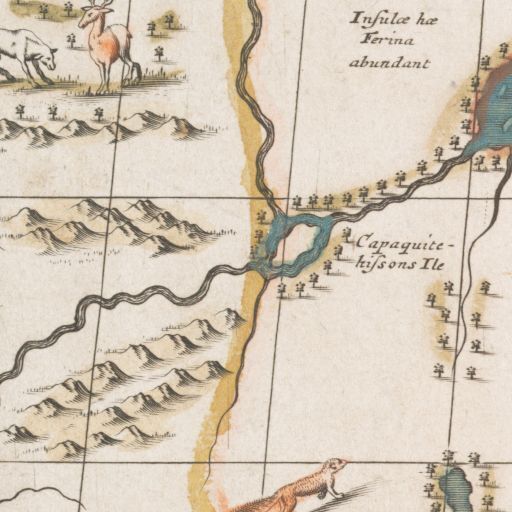 Insulæ hæ
Ferina
abundant
Capaquite-
hiſsons Ile